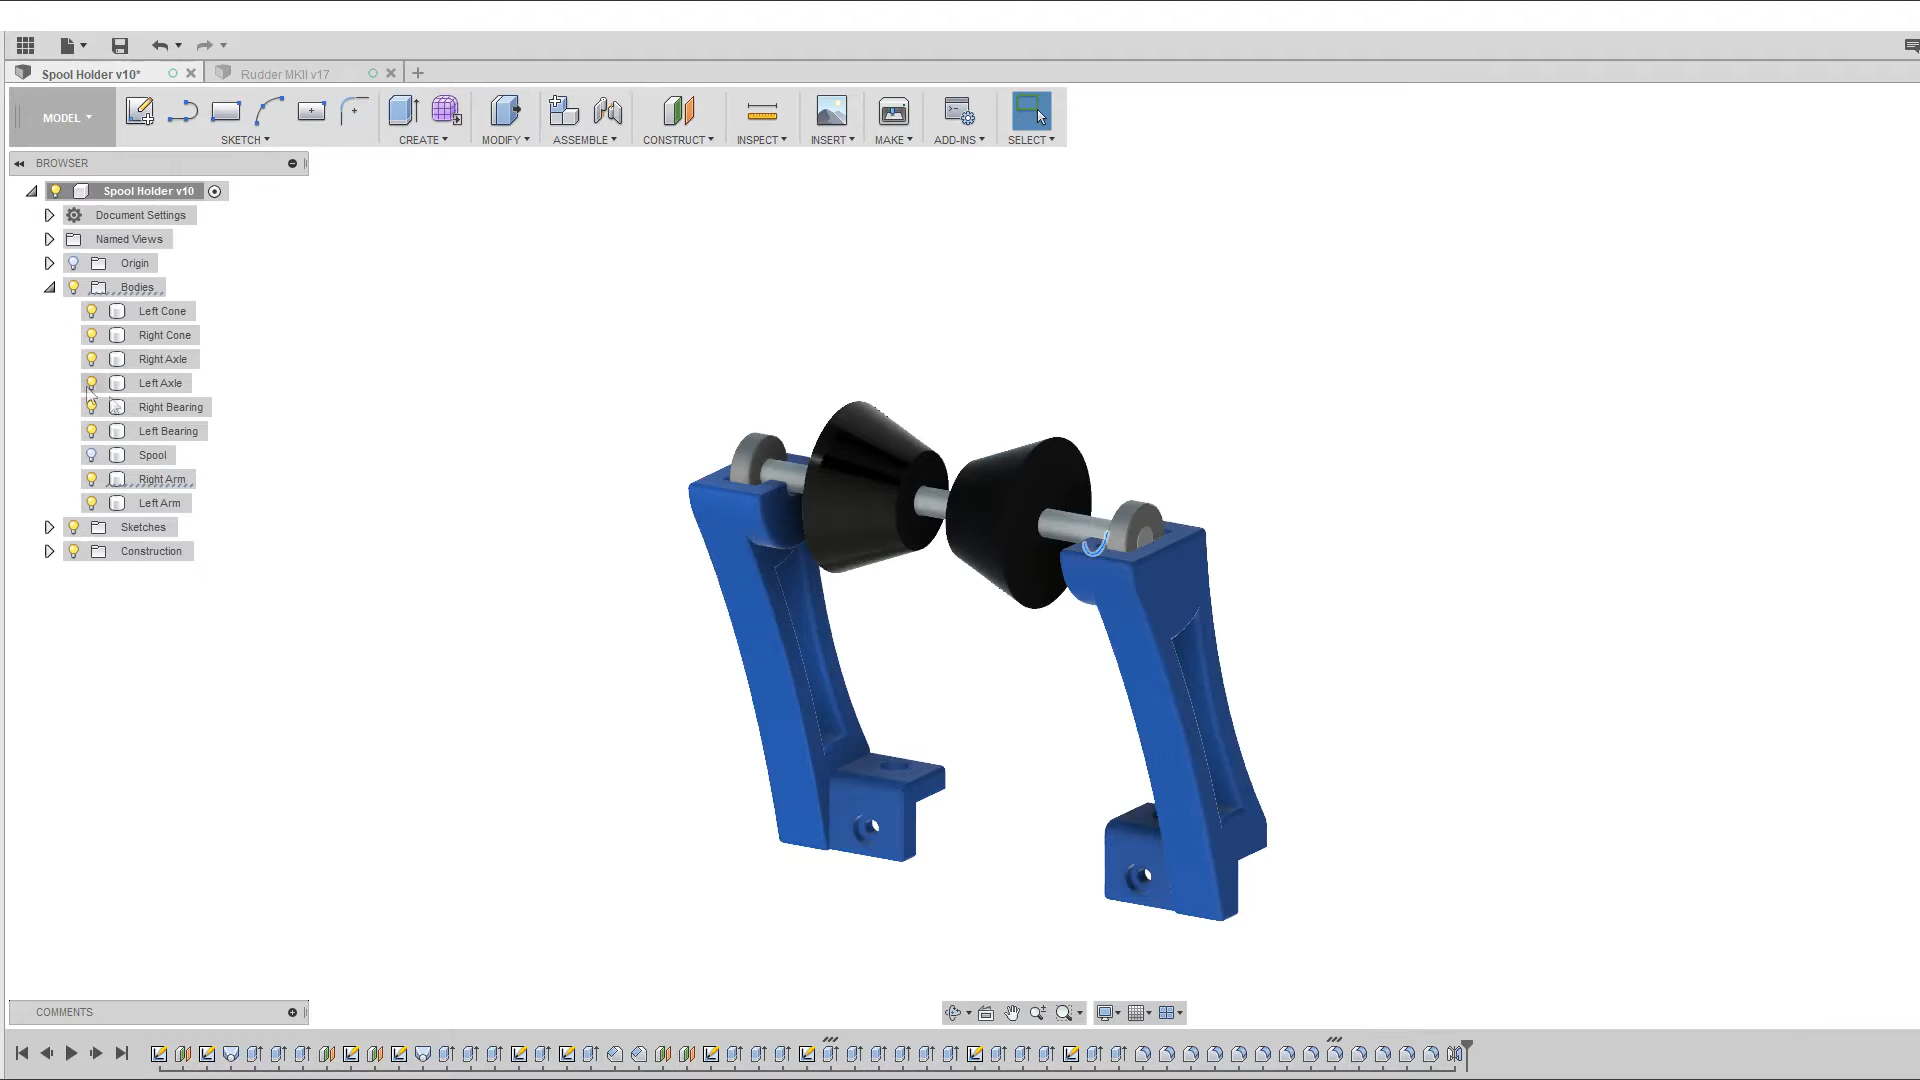 Spool Holder v10*
Rudder MKII v17
MODEL
SKETCH
CREATE
MODIFY
ASSEMBLE
CONSTRUCT
INSPECT
INSERT
MAKE
ADD-INS
SELECT
BROWSER
Spool Holder v10
Document Settings
Named Views
Origin
Bodies
Left Cone
Right Cone
Right Axle
Left Axle
Right Bearing
Left Bearing
Spool
Right Arm
Left Arm
Sketches
Construction
COMMENTS